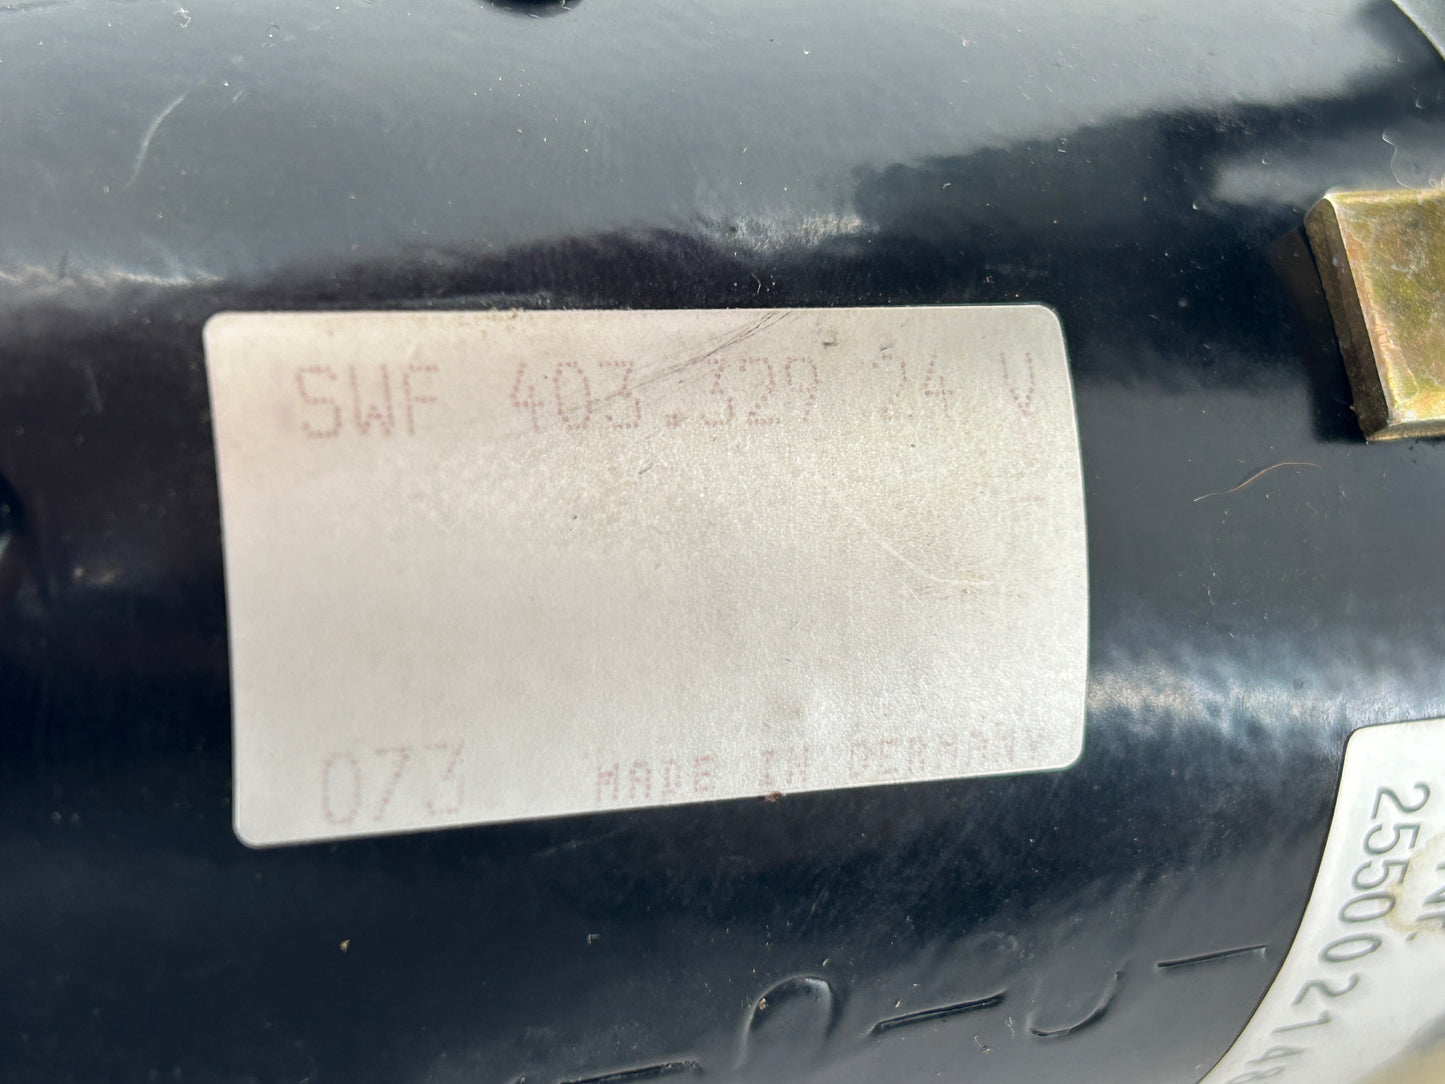 SWF 403.329 24 V
073 MADE IN GERMANY
25500214